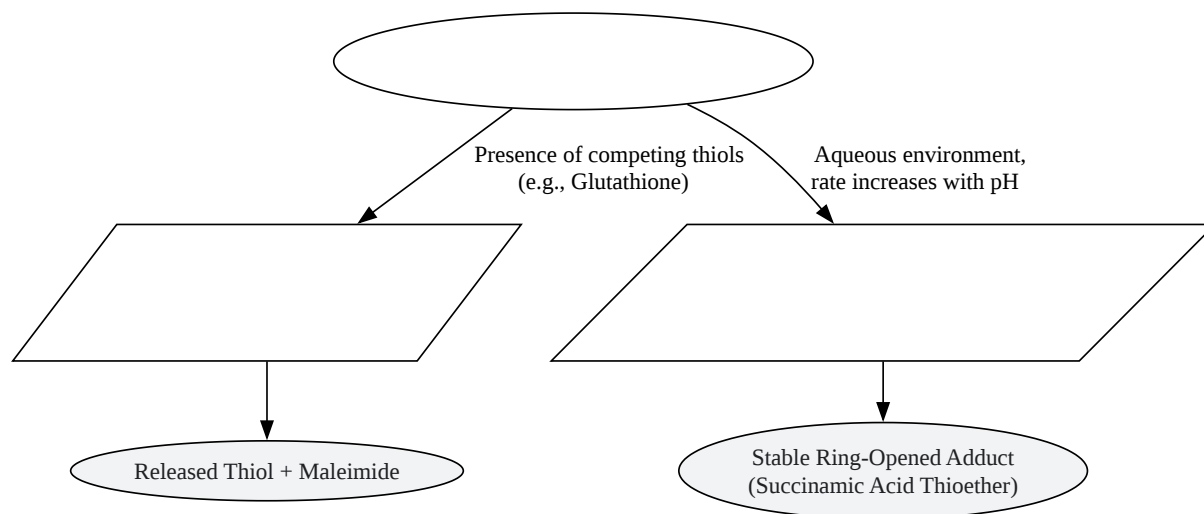 Presence of competing thiols
(e.g., Glutathione)
Aqueous environment,
rate increases with pH
Released Thiol + Maleimide
Stable Ring-Opened Adduct
(Succinamic Acid Thioether)